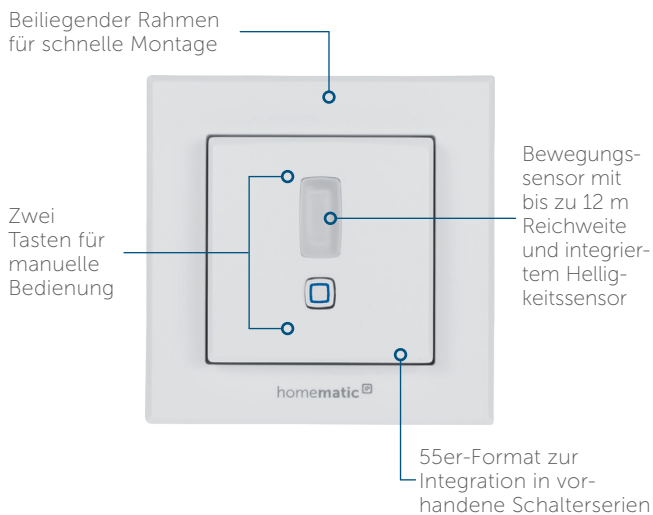 Beiliegender Rahmen
für schnelle Montage
Bewegungs-
sensor mit
bis zu 12 m
Reichweite
und integrier-
tem Hellig-
keitssensor
Zwei
Tasten für
manuelle
Bedienung
homematic IP
55er-Format zur
Integration in vor-
handene Schalterserien